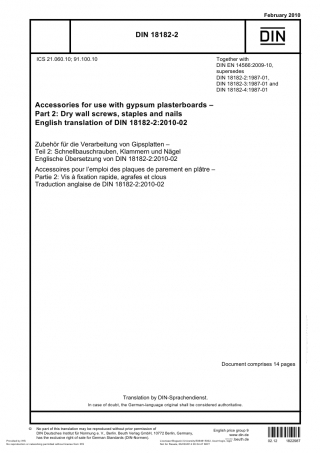 February 2010
DIN 18182-2
DIN
ICS 21.060.10; 91.100.10
Together with
DIN EN 14566:2009-10,
supersedes
DIN 18182-2:1987-01,
DIN 18182-3:1987-01 and
DIN 18182-4:1987-01
Accessories for use with gypsum plasterboards –
Part 2: Dry wall screws, staples and nails
English translation of DIN 18182-2:2010-02
Zubehör für die Verarbeitung von Gipsplatten –
Teil 2: Schnellbauschrauben, Klammern und Nägel
Englische Übersetzung von DIN 18182-2:2010-02
Accessoires pour l'emploi des plaques de parement en plâtre –
Partie 2: Vis à fixation rapide, agrafes et clous
Traduction anglaise de DIN 18182-2:2010-02
Document comprises 14 pages
Translation by DIN-Sprachendienst.
In case of doubt, the German-language original shall be considered authoritative.
© No part of this translation may be reproduced without prior permission of
DIN Deutsches Institut für Normung e. V., Berlin. Beuth Verlag GmbH, 10772 Berlin, Germany,
has the exclusive right of sale for German Standards (DIN-Normen).
English price group 9
www.din.de
www.beuth.de